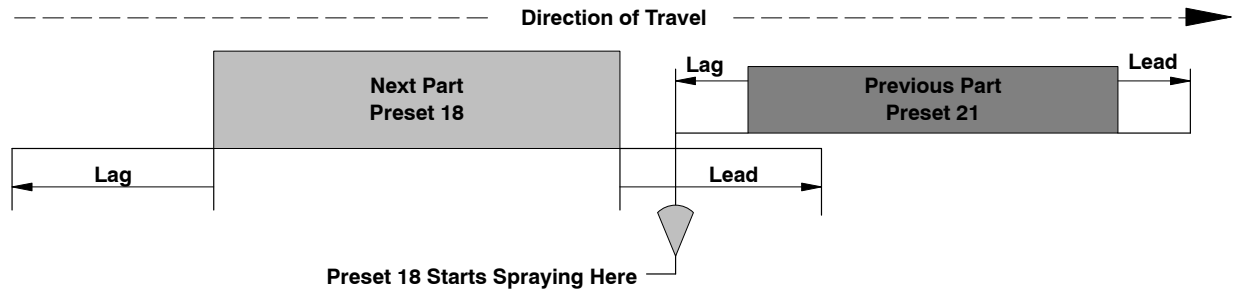 Direction of Travel
Next Part
Preset 18
Lag
Previous Part
Preset 21
Lead
Lag
Lead
Preset 18 Starts Spraying Here